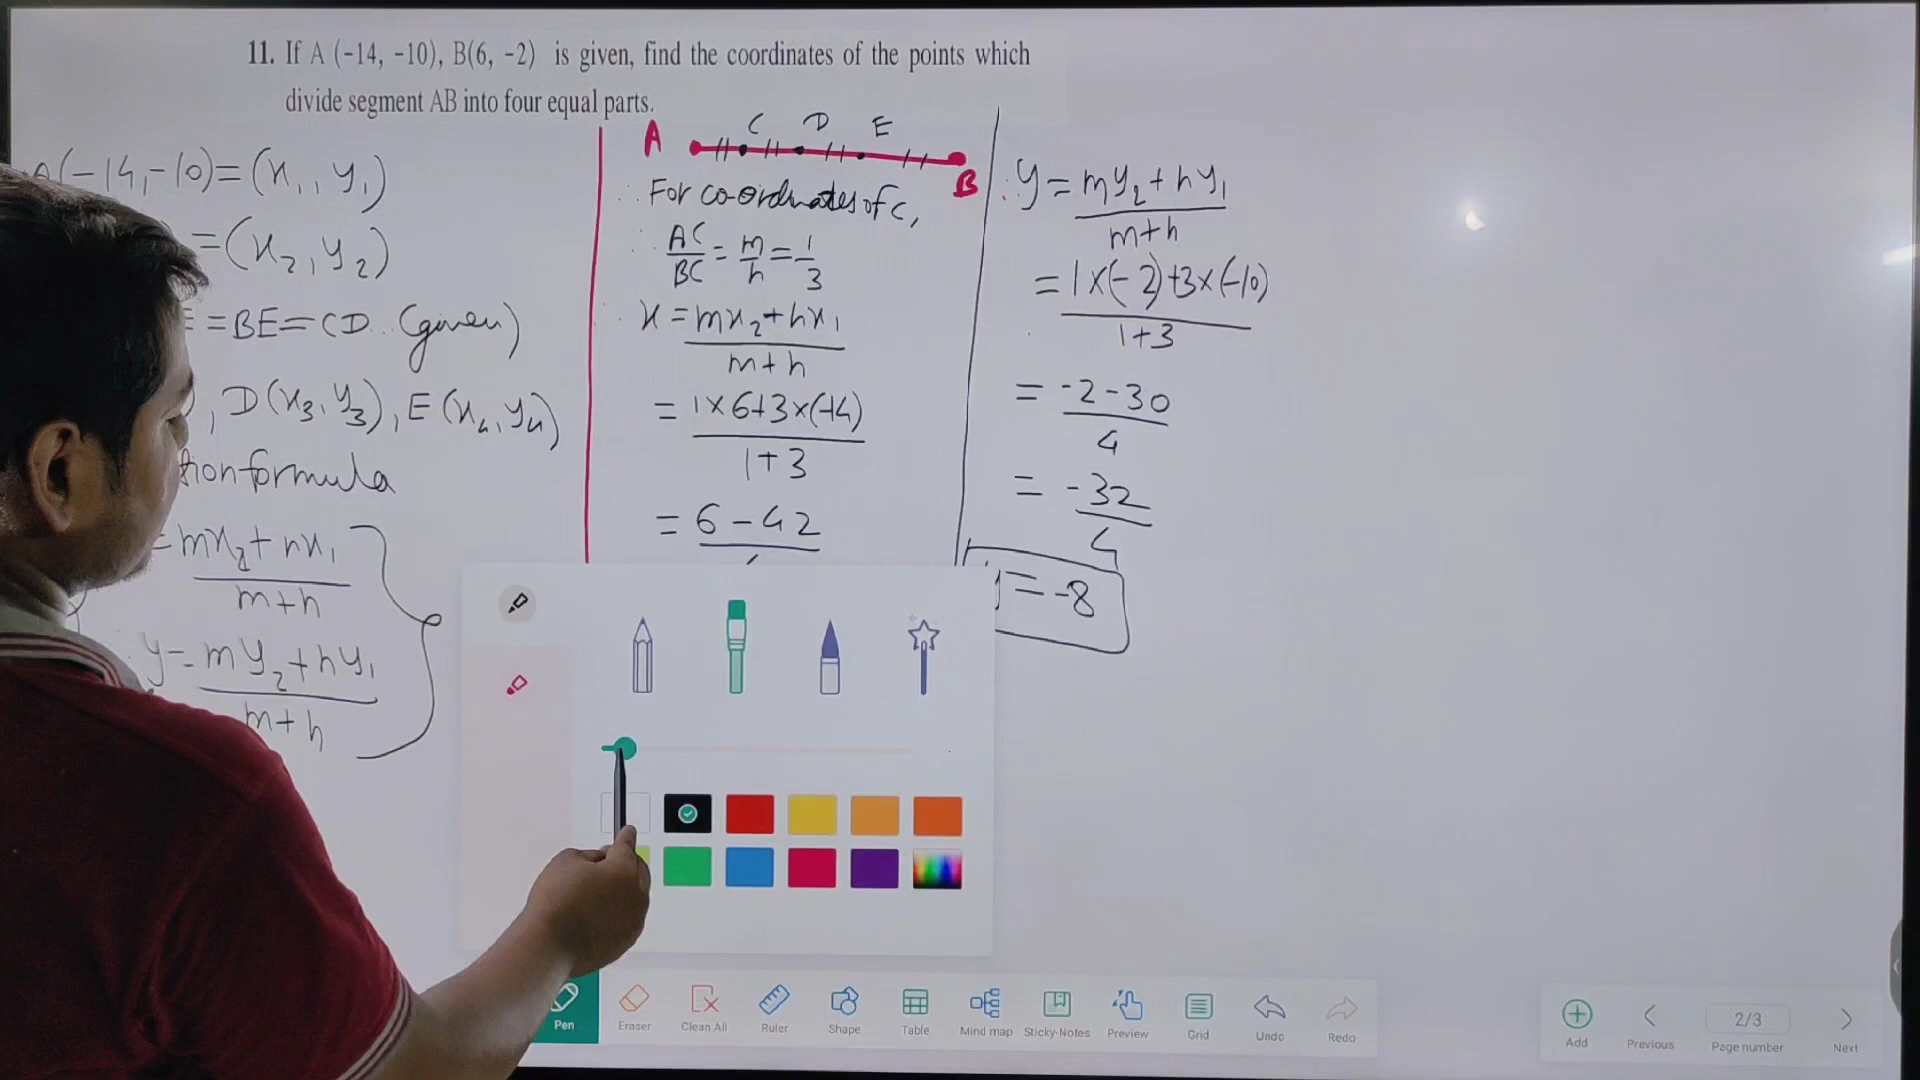 11. If A (-14, -10), B(6, -2) is given, find the coordinates of the points which
divide segment AB into four equal parts.
A(-14,-10)=(x₁, y₁)
=(x₂, y₂)
=BE=CD..(given)
, D(x₃, y₃), E(x₄, y₄)
tion formula
= mx₂ + nx₁
m+n
y = my₂ + ny₁
m+n
A C D E B
For co-ordinates of C,
AC/BC = m/n = 1/3
x = mx₂ + nx₁
m+n
= 1×6+3×(-14)
1+3
= 6-42
∴ y = my₂ + ny₁
m+n
= 1×(-2)+3×(-10)
1+3
= -2-30
4
= -32
4
y = -8
Pen
Eraser
Clean All
Ruler
Shape
Table
Mind map
Sticky-Notes
Preview
Grid
Undo
Redo
Add
Previous
2/3
Page number
Next